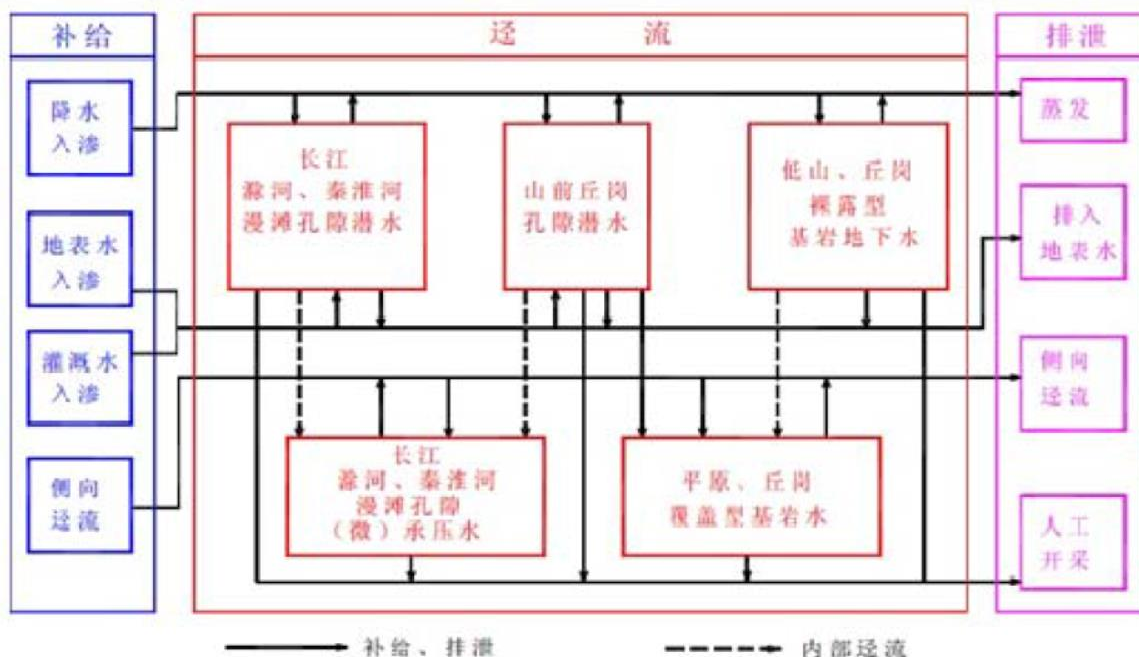 补给
迳 流
排泄
降水
入渗
地表水
入渗
灌溉水
入渗
侧向
迳流
长江
滁河、秦淮河
漫滩孔隙潜水
山前丘岗
孔隙潜水
低山、丘岗
裸露型
基岩地下水
长江
滁河、秦淮河
漫滩孔隙
（微）承压水
平原、丘岗
覆盖型基岩水
蒸发
排入
地表水
侧向
迳流
人工
开采
补给、排泄
内部迳流